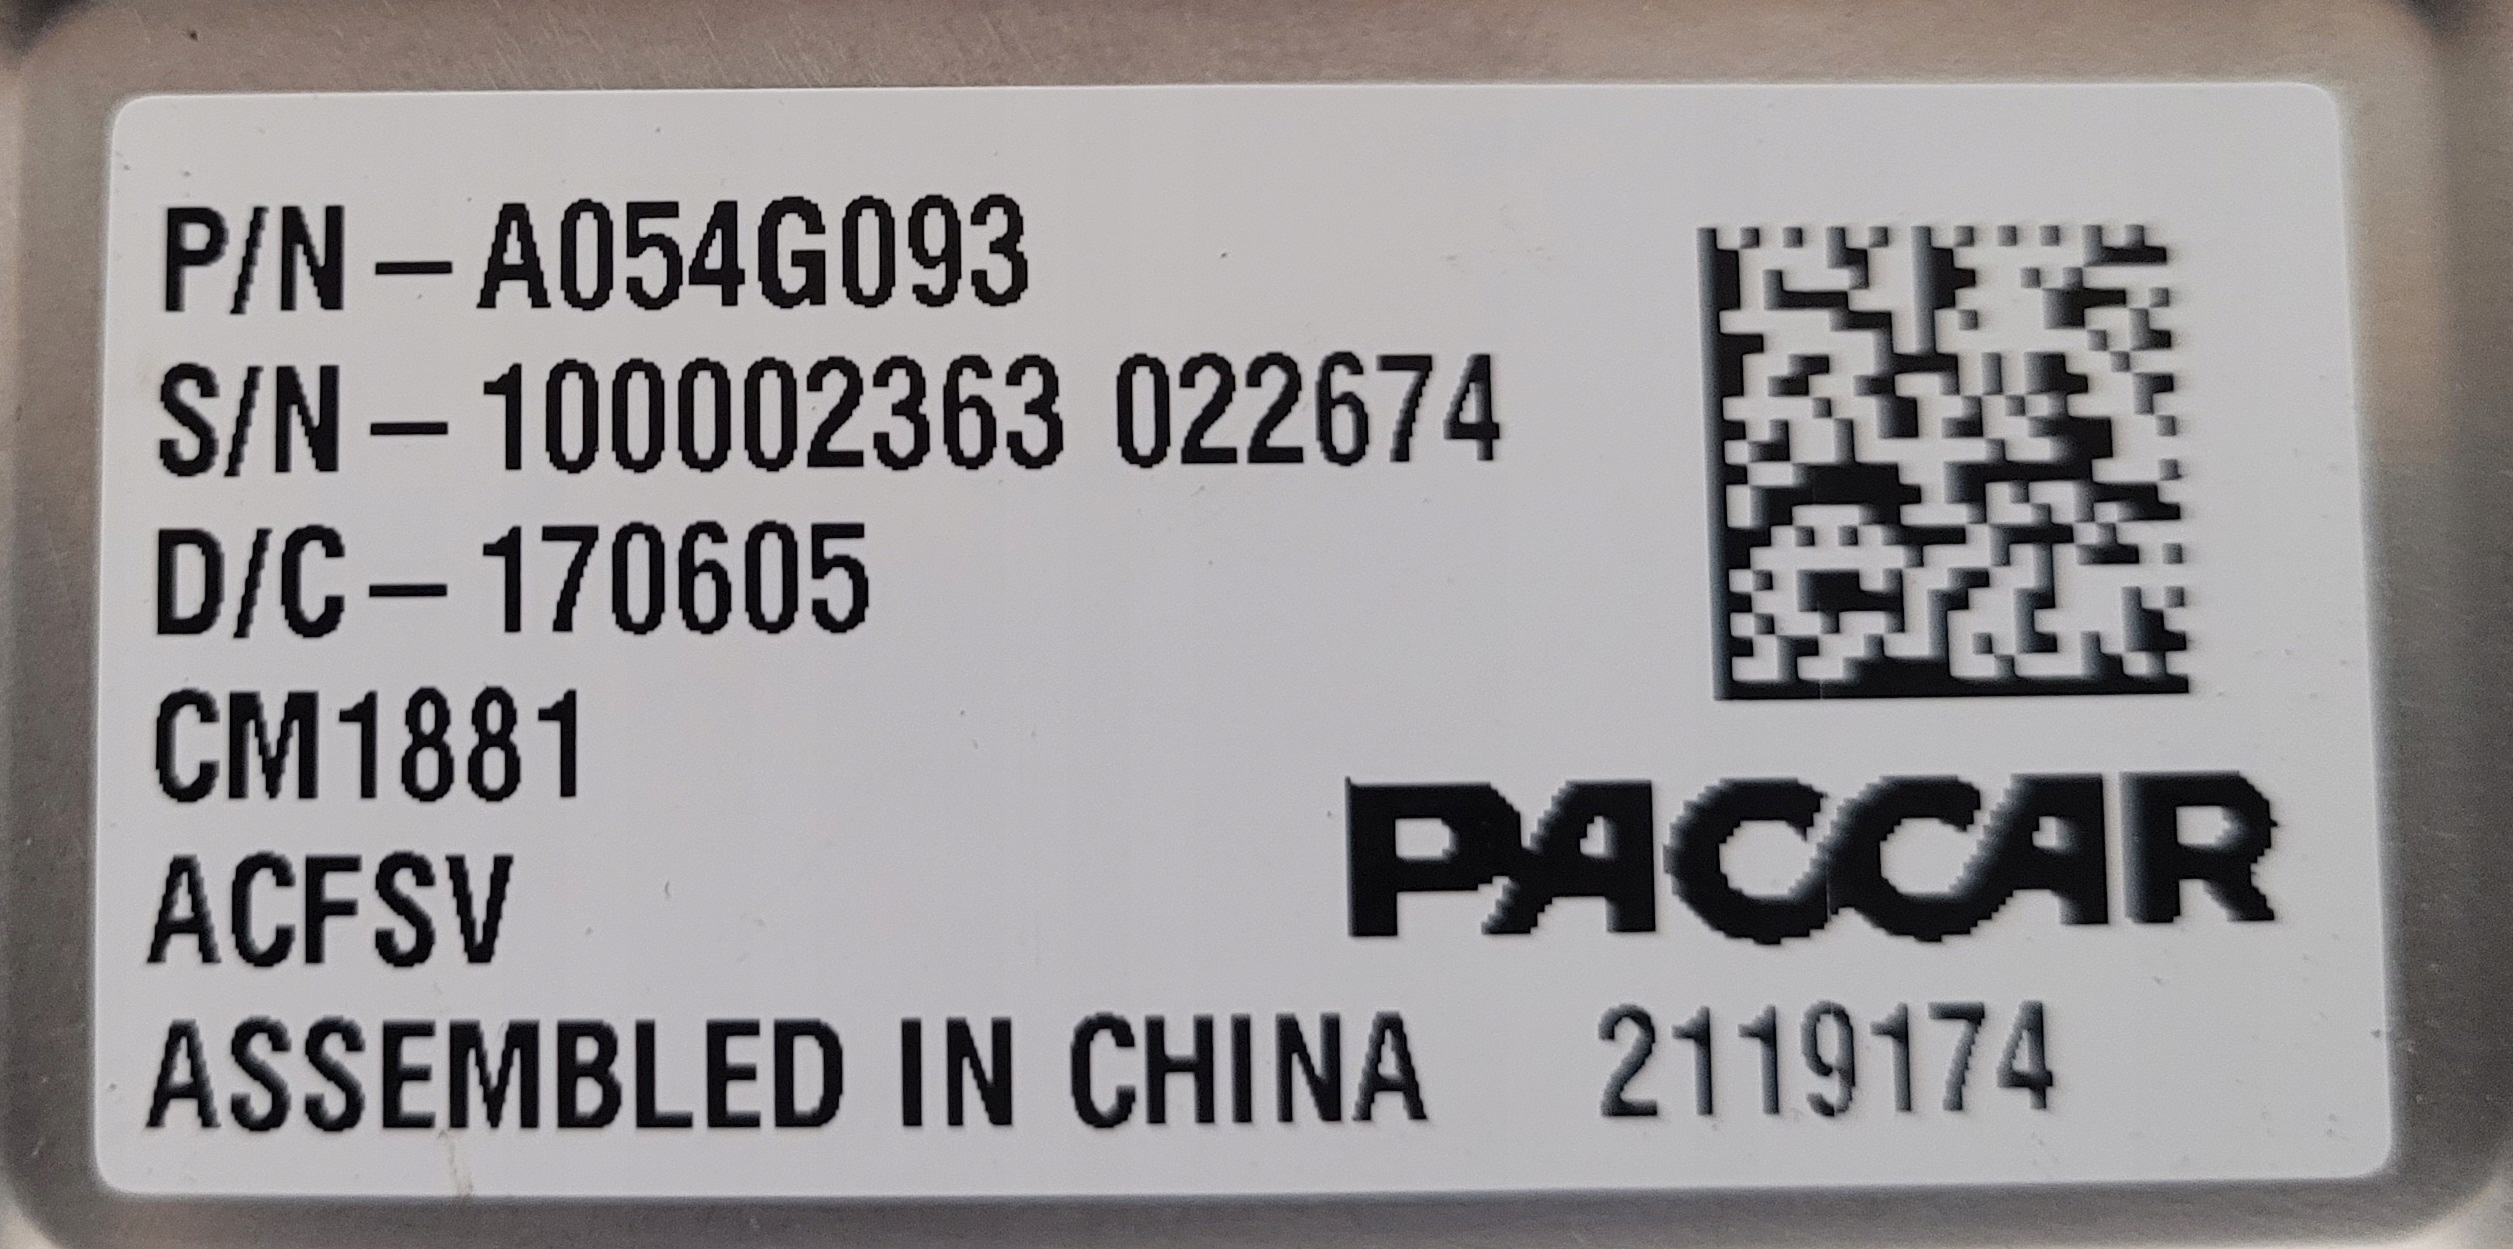 P/N – A054G093
S/N – 100002363 022674
D/C – 170605
CM1881
ACFSV
PACCAR
ASSEMBLED IN CHINA 2119174